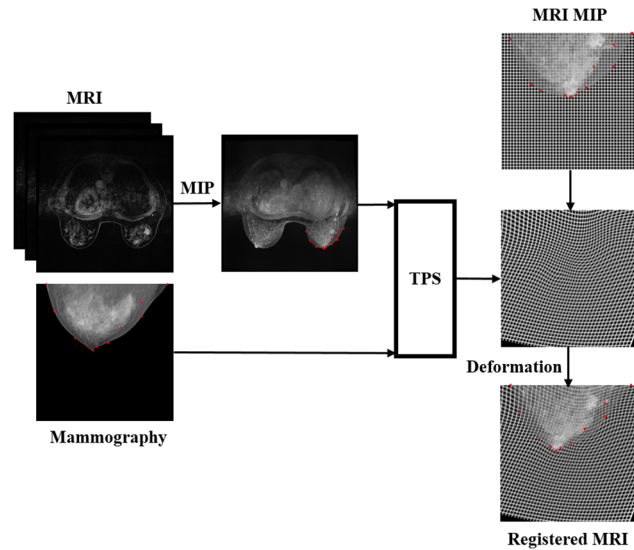 MRI MIP
MRI
MIP
TPS
Deformation
Mammography
Registered MRI